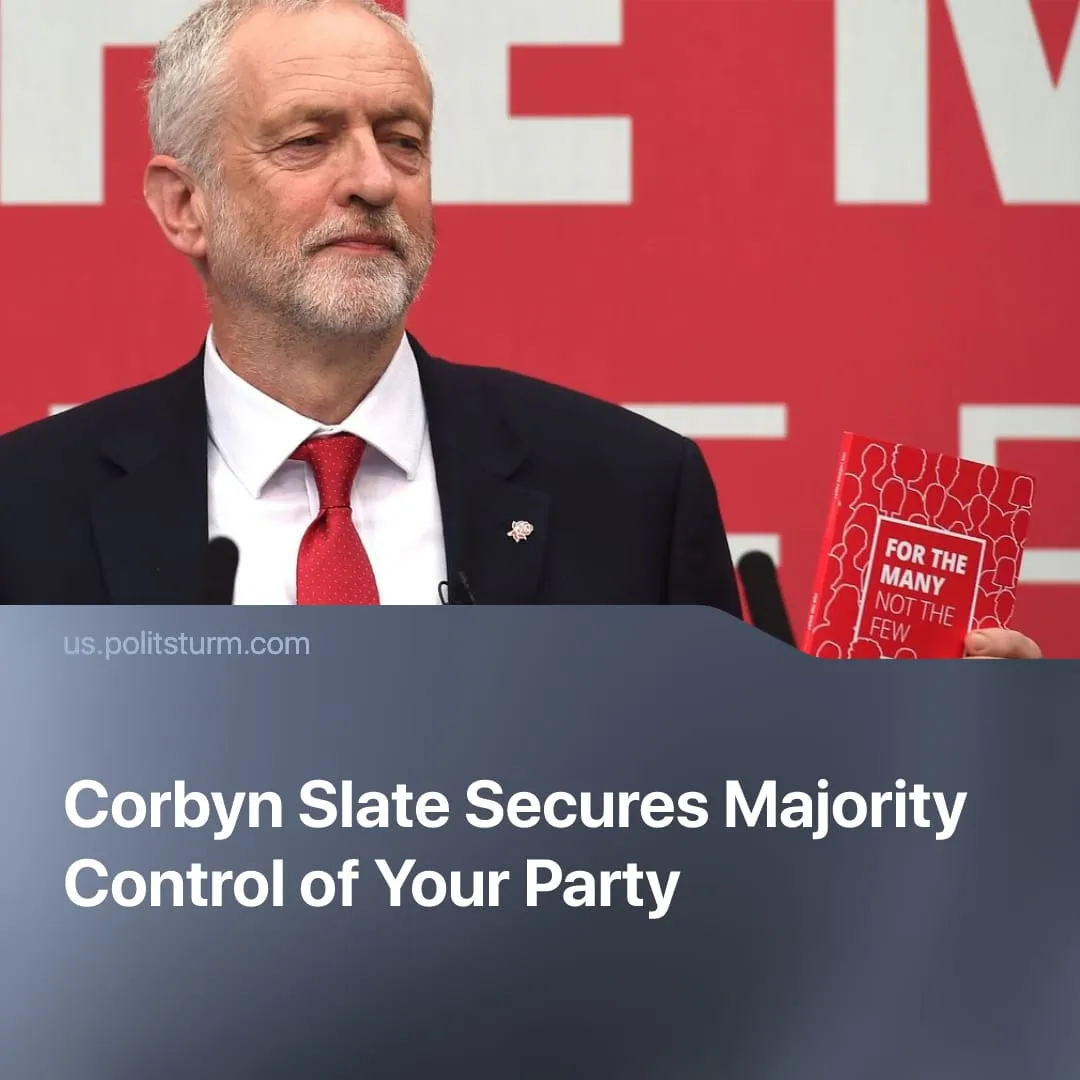 FOR THE
MANY
NOT THE
FEW
us.politsturm.com
Corbyn Slate Secures Majority
Control of Your Party